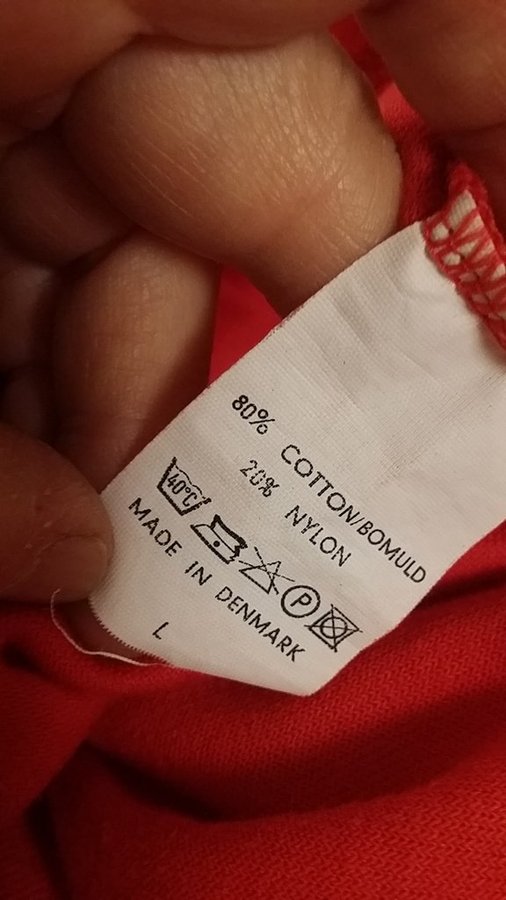 80% COTTON/BOMULD
20% NYLON
40°C P
MADE IN DENMARK
L